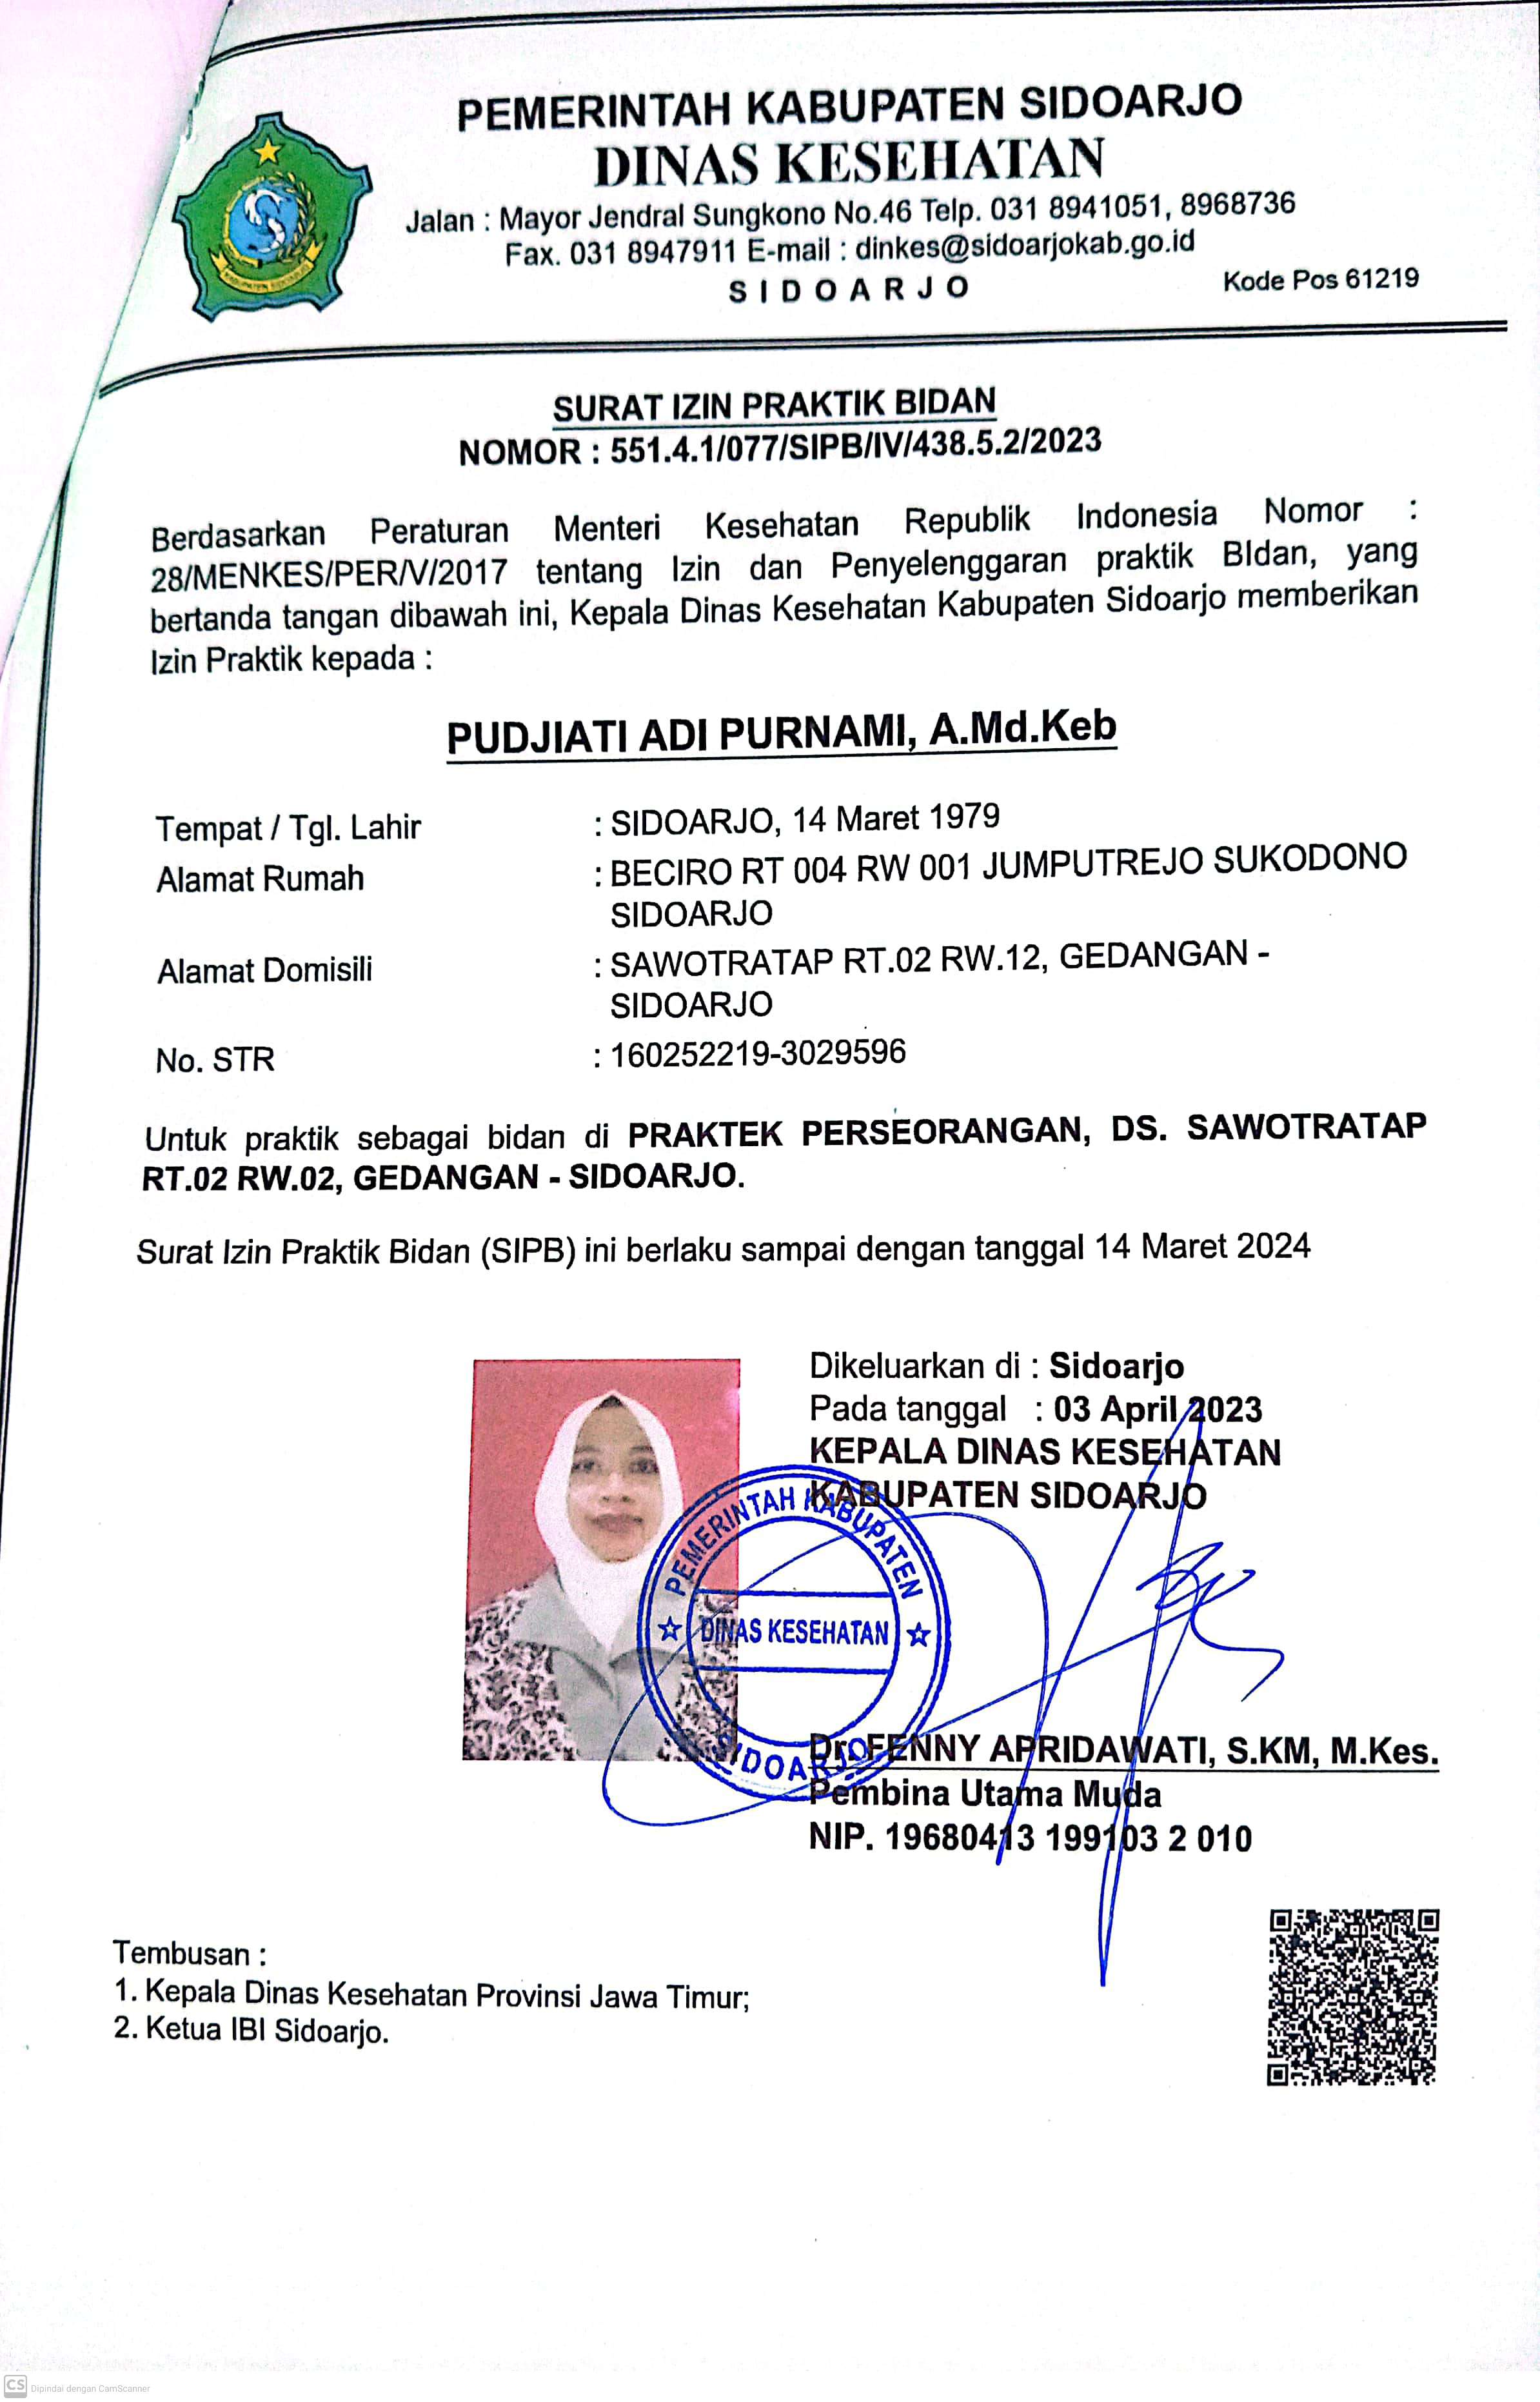 PEMERINTAH KABUPATEN SIDOARJO
DINAS KESEHATAN
Jalan : Mayor Jendral Sungkono No.46 Telp. 031 8941051, 8968736
Fax. 031 8947911 E-mail : dinkes@sidoarjokab.go.id
S I D O A R J O
Kode Pos 61219
KABUPATEN SIDOARJO
SURAT IZIN PRAKTIK BIDAN
NOMOR : 551.4.1/077/SIPB/IV/438.5.2/2023
Berdasarkan Peraturan Menteri Kesehatan Republik Indonesia Nomor :
28/MENKES/PER/V/2017 tentang Izin dan Penyelenggaran praktik BIdan, yang
bertanda tangan dibawah ini, Kepala Dinas Kesehatan Kabupaten Sidoarjo memberikan
Izin Praktik kepada :
PUDJIATI ADI PURNAMI, A.Md.Keb
Tempat / Tgl. Lahir : SIDOARJO, 14 Maret 1979
Alamat Rumah : BECIRO RT 004 RW 001 JUMPUTREJO SUKODONO
SIDOARJO
Alamat Domisili : SAWOTRATAP RT.02 RW.12, GEDANGAN -
SIDOARJO
No. STR : 160252219-3029596
Untuk praktik sebagai bidan di PRAKTEK PERSEORANGAN, DS. SAWOTRATAP
RT.02 RW.02, GEDANGAN - SIDOARJO.
Surat Izin Praktik Bidan (SIPB) ini berlaku sampai dengan tanggal 14 Maret 2024
Dikeluarkan di : Sidoarjo
Pada tanggal : 03 April 2023
KEPALA DINAS KESEHATAN
KABUPATEN SIDOARJO
PEMERINTAH KABUPATEN
DINAS KESEHATAN
SIDOARJO
Dr. FENNY APRIDAWATI, S.KM, M.Kes.
Pembina Utama Muda
NIP. 19680413 199103 2 010
Tembusan :
1. Kepala Dinas Kesehatan Provinsi Jawa Timur;
2. Ketua IBI Sidoarjo.
CS Dipindai dengan CamScanner